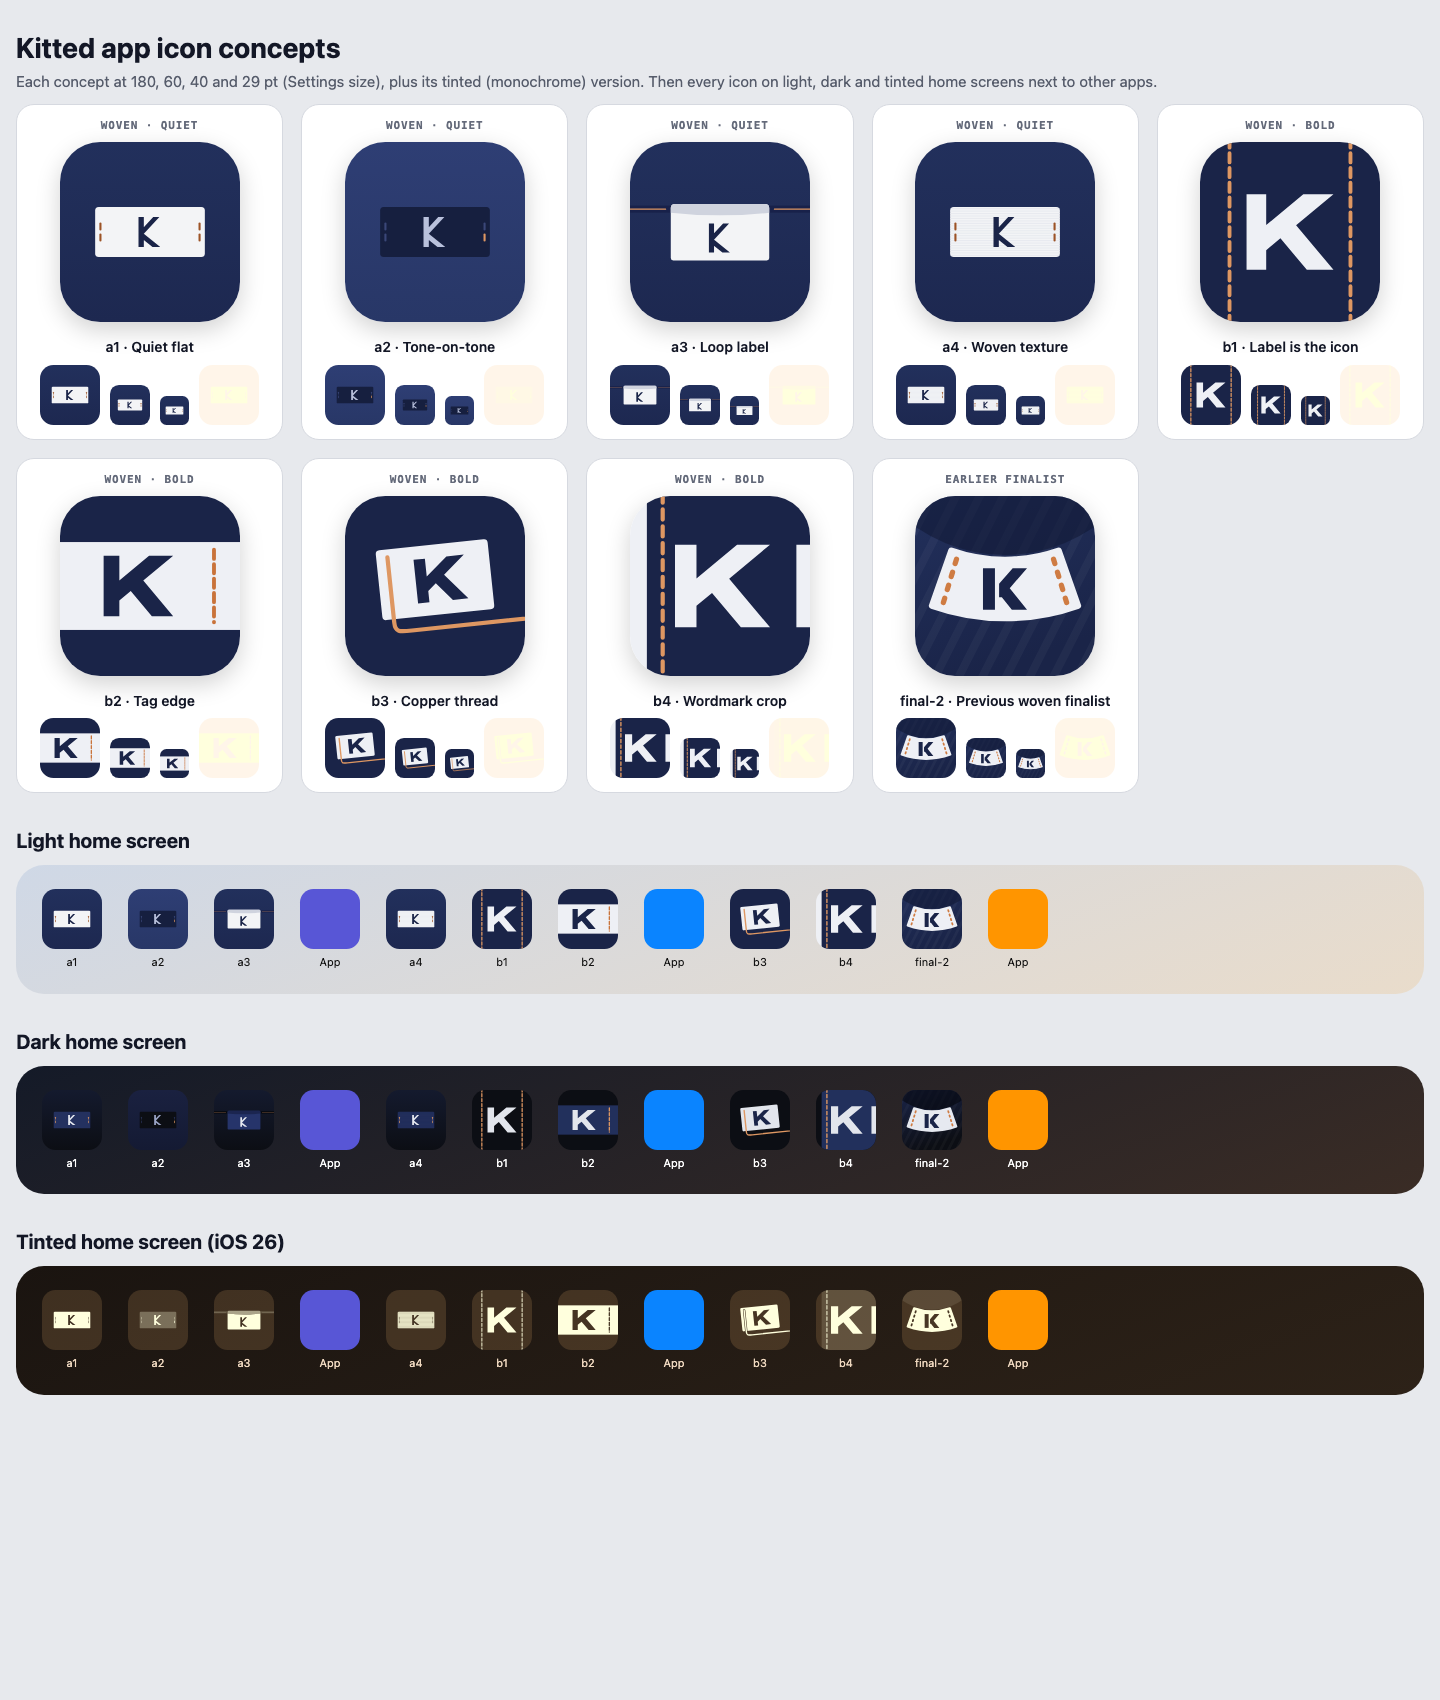 Kitted app icon concepts
Each concept at 180, 60, 40 and 29 pt (Settings size), plus its tinted (monochrome) version. Then every icon on light, dark and tinted home screens next to other apps.
WOVEN · QUIET
K
a1 · Quiet flat
K K K
WOVEN · QUIET
K
a2 · Tone-on-tone
K K K
WOVEN · QUIET
K
a3 · Loop label
K K K
WOVEN · QUIET
K
a4 · Woven texture
K K K
WOVEN · BOLD
K
b1 · Label is the icon
K K K K
WOVEN · BOLD
K
b2 · Tag edge
K K K K
WOVEN · BOLD
K
b3 · Copper thread
K K K K
WOVEN · BOLD
K
b4 · Wordmark crop
K K K K
EARLIER FINALIST
K
final-2 · Previous woven finalist
K K K
Light home screen
K K K K K K K K K
a1 a2 a3 App a4 b1 b2 App b3 b4 final-2 App
Dark home screen
K K K K K K K K K
a1 a2 a3 App a4 b1 b2 App b3 b4 final-2 App
Tinted home screen (iOS 26)
K K K K K K K K K
a1 a2 a3 App a4 b1 b2 App b3 b4 final-2 App